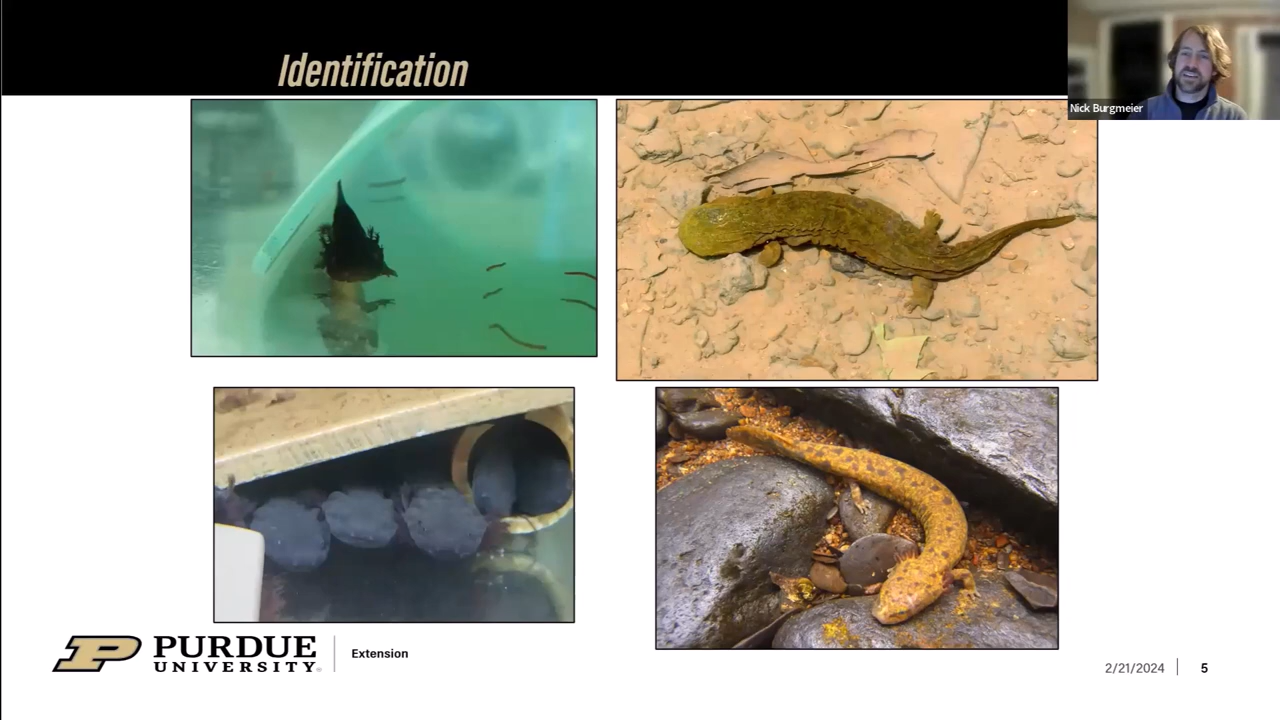 Identification
Nick Burgmeier
PURDUE
UNIVERSITY
Extension
2/21/2024
5